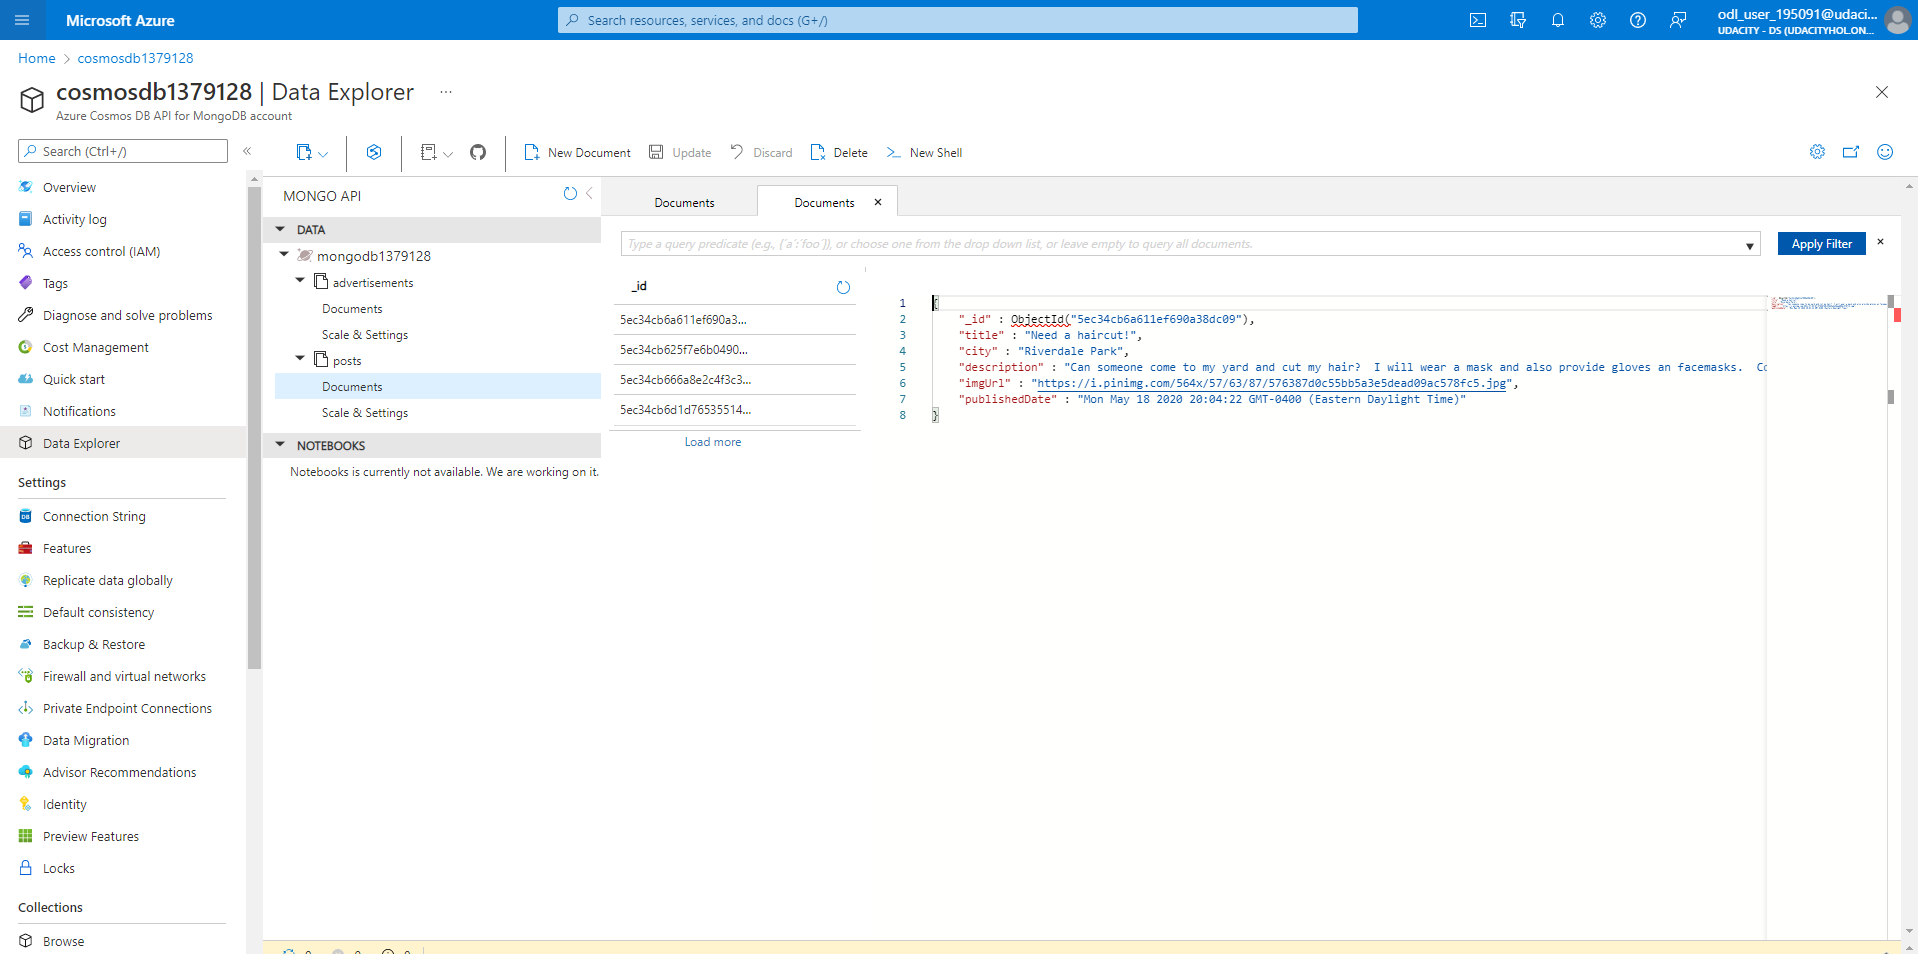 Microsoft Azure
Search resources, services, and docs (G+/)
odl_user_195091@udaci...
UDACITY - DS (UDACITYHOL.ON...
Home > cosmosdb1379128
cosmosdb1379128 | Data Explorer ...
Azure Cosmos DB API for MongoDB account
Search (Ctrl+/)
«
New Document
Update
Discard
Delete
New Shell
Overview
Activity log
Access control (IAM)
Tags
Diagnose and solve problems
Cost Management
Quick start
Notifications
Data Explorer
Settings
Connection String
Features
Replicate data globally
Default consistency
Backup & Restore
Firewall and virtual networks
Private Endpoint Connections
Data Migration
Advisor Recommendations
Identity
Preview Features
Locks
Collections
Browse
MONGO API
DATA
mongodb1379128
advertisements
Documents
Scale & Settings
posts
Documents
Scale & Settings
NOTEBOOKS
Notebooks is currently not available. We are working on it.
Documents
Documents
Type a query predicate (e.g., {´a´:´foo´}), or choose one from the drop down list, or leave empty to query all documents.
Apply Filter
_id
5ec34cb6a611ef690a3...
5ec34cb625f7e6b0490...
5ec34cb666a8e2c4f3c3...
5ec34cb6d1d76535514...
Load more
1 {
2 "_id" : ObjectId("5ec34cb6a611ef690a38dc09"),
3 "title" : "Need a haircut!",
4 "city" : "Riverdale Park",
5 "description" : "Can someone come to my yard and cut my hair?  I will wear a mask and also provide gloves an facemasks.  Co
6 "imgUrl" : "https://i.pinimg.com/564x/57/63/87/576387d0c55bb5a3e5dead09ac578fc5.jpg",
7 "publishedDate" : "Mon May 18 2020 20:04:22 GMT-0400 (Eastern Daylight Time)"
8 }